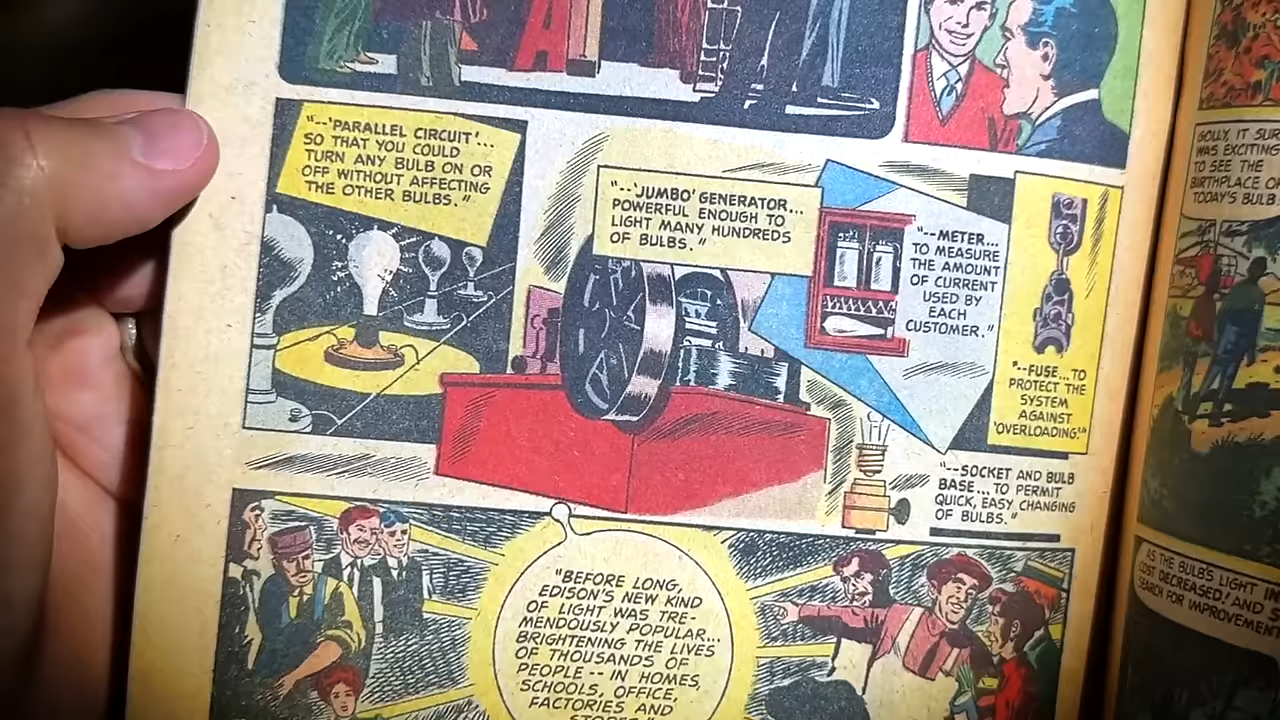 "--'PARALLEL CIRCUIT'...
SO THAT YOU COULD
TURN ANY BULB ON OR
OFF WITHOUT AFFECTING
THE OTHER BULBS."
"--'JUMBO' GENERATOR...
POWERFUL ENOUGH TO
LIGHT MANY HUNDREDS
OF BULBS."
"--METER...
TO MEASURE
THE AMOUNT
OF CURRENT
USED BY
EACH
CUSTOMER."
"--FUSE...TO
PROTECT THE
SYSTEM
AGAINST
'OVERLOADING.'"
"--SOCKET AND BULB
BASE...TO PERMIT
QUICK, EASY CHANGING
OF BULBS."
"BEFORE LONG,
EDISON'S NEW KIND
OF LIGHT WAS TRE-
MENDOUSLY POPULAR...
BRIGHTENING THE LIVES
OF THOUSANDS OF
PEOPLE -- IN HOMES,
SCHOOLS, OFFICE,
FACTORIES AND
STORES."
GOLLY, IT SUR
WAS EXCITING
TO SEE THE
BIRTHPLACE O
TODAY'S BULB
AS THE BULB'S LIGHT IN
COST DECREASED! AND S
SEARCH FOR IMPROVEMENT